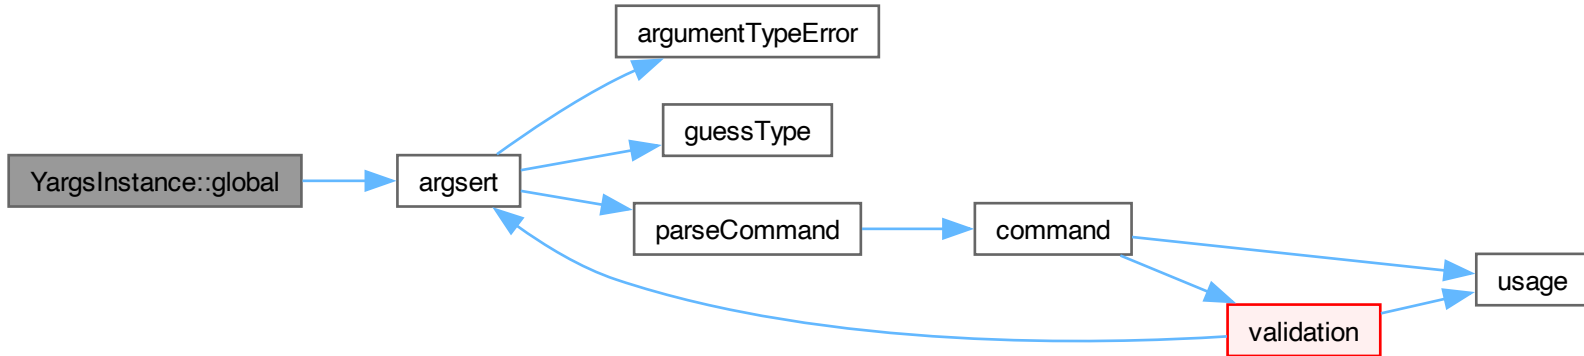 argumentTypeError
guessType
YargsInstance::global
argsert
parseCommand
command
usage
validation